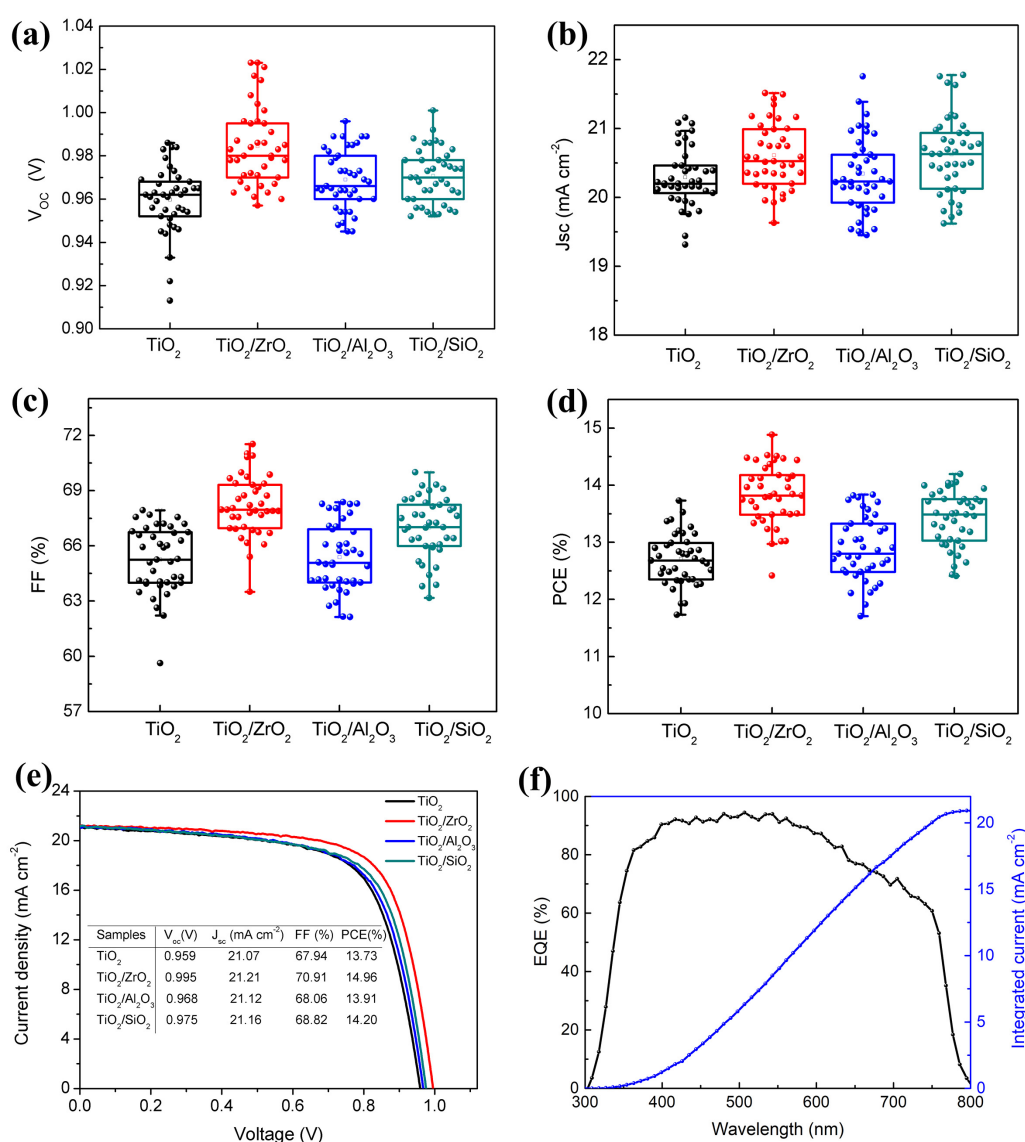 (a)
1.04
1.02
1.00
0.98
0.96
0.94
0.92
0.90
V_OC (V)
TiO₂ TiO₂/ZrO₂ TiO₂/Al₂O₃ TiO₂/SiO₂
(b)
22
21
20
19
18
Jsc (mA cm⁻²)
TiO₂ TiO₂/ZrO₂ TiO₂/Al₂O₃ TiO₂/SiO₂
(c)
72
69
66
63
60
57
FF (%)
TiO₂ TiO₂/ZrO₂ TiO₂/Al₂O₃ TiO₂/SiO₂
(d)
15
14
13
12
11
10
PCE (%)
TiO₂ TiO₂/ZrO₂ TiO₂/Al₂O₃ TiO₂/SiO₂
(e)
24
20
16
12
8
4
0
Current density (mA cm⁻²)
TiO₂
TiO₂/ZrO₂
TiO₂/Al₂O₃
TiO₂/SiO₂
Samples V_oc(V) J_sc (mA cm⁻²) FF (%) PCE(%)
TiO₂ 0.959 21.07 67.94 13.73
TiO₂/ZrO₂ 0.995 21.21 70.91 14.96
TiO₂/Al₂O₃ 0.968 21.12 68.06 13.91
TiO₂/SiO₂ 0.975 21.16 68.82 14.20
0.0 0.2 0.4 0.6 0.8 1.0
Voltage (V)
(f)
100
80
60
40
20
0
EQE (%)
20
15
10
5
0
Integrated current (mA cm⁻²)
300 400 500 600 700 800
Wavelength (nm)